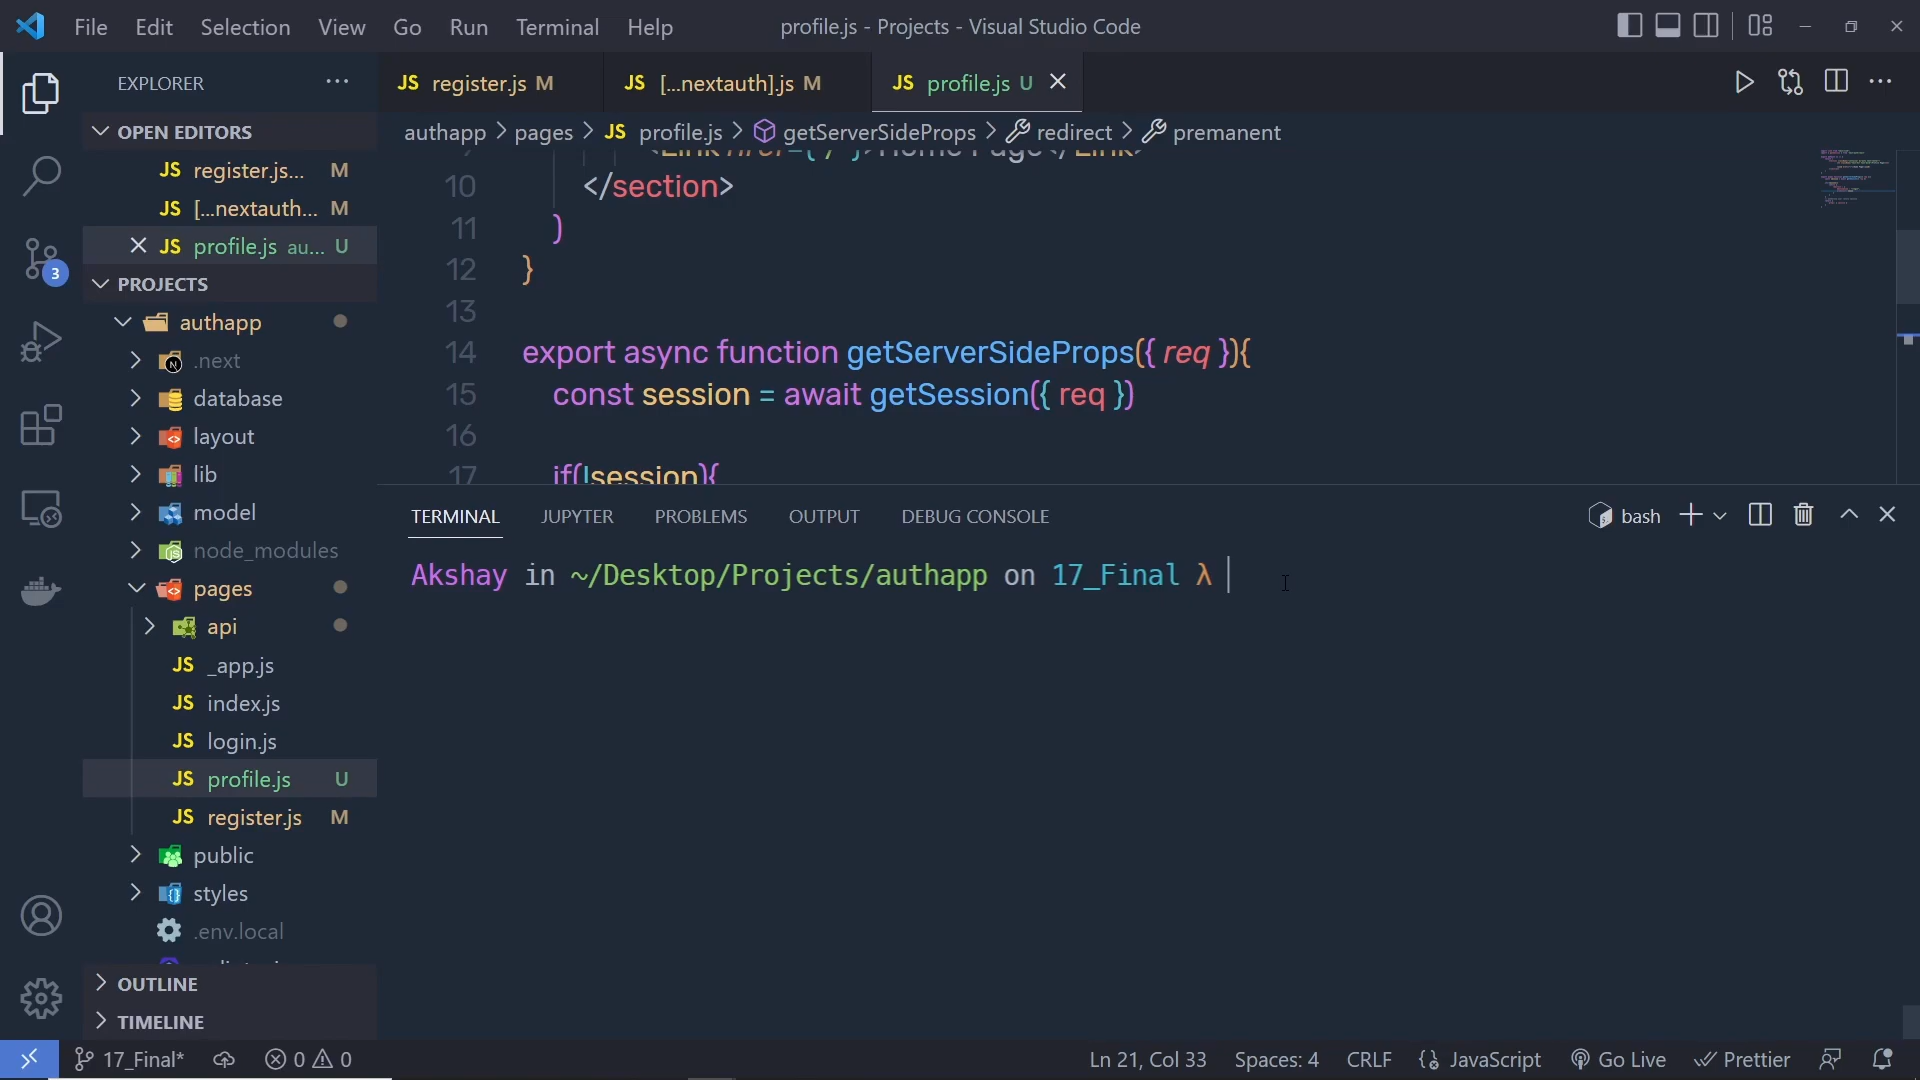 File Edit Selection View Go Run Terminal Help
profile.js - Projects - Visual Studio Code
EXPLORER
OPEN EDITORS
JS register.js... M
JS [...nextauth... M
JS profile.js au... U
PROJECTS
authapp
.next
database
layout
lib
model
node_modules
pages
api
JS _app.js
JS index.js
JS login.js
JS profile.js U
JS register.js M
public
styles
.env.local
OUTLINE
TIMELINE
3
JS register.js M
JS [...nextauth].js M
JS profile.js U
authapp > pages > JS profile.js > getServerSideProps > redirect > premanent
10 </section>
11 )
12 }
13
14 export async function getServerSideProps({ req }){
15 const session = await getSession({ req })
16
17 if(!session){
TERMINAL JUPYTER PROBLEMS OUTPUT DEBUG CONSOLE
bash
Akshay in ~/Desktop/Projects/authapp on 17_Final λ
17_Final* 0 0
Ln 21, Col 33 Spaces: 4 CRLF JavaScript Go Live Prettier